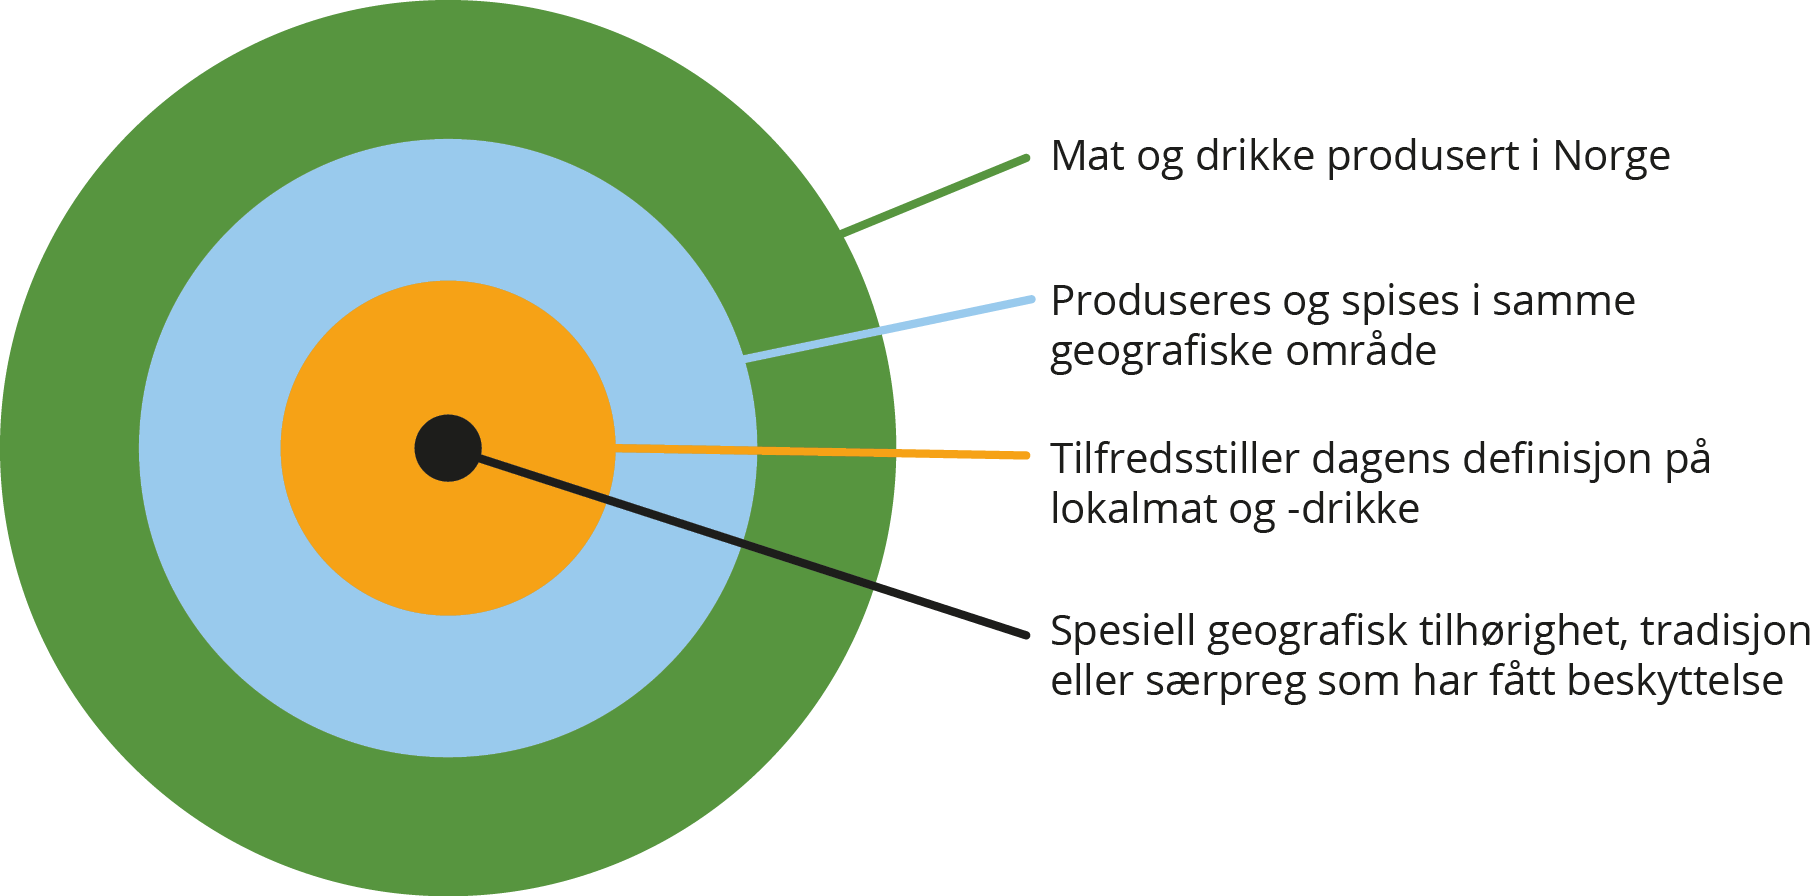 Mat og drikke produsert i Norge
Produseres og spises i samme
geografiske område
Tilfredsstiller dagens definisjon på
lokalmat og -drikke
Spesiell geografisk tilhørighet, tradisjon
eller særpreg som har fått beskyttelse